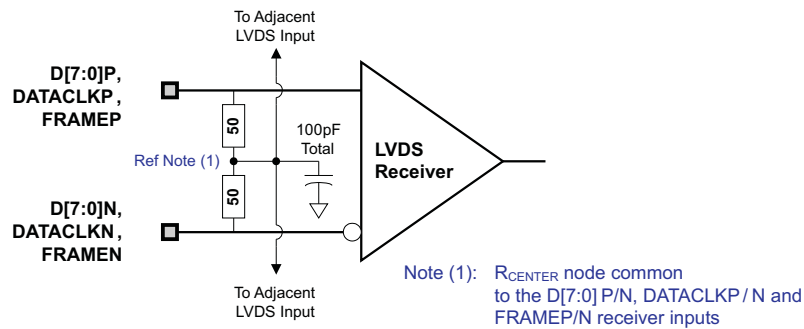 To Adjacent
LVDS Input
D[7:0]P,
DATACLKP,
FRAMEP
50
100pF
Total
LVDS
Receiver
Ref Note (1)
50
D[7:0]N,
DATACLKN,
FRAMEN
To Adjacent
LVDS Input
Note (1): RCENTER node common
to the D[7:0] P/N, DATACLKP/N and
FRAMEP/N receiver inputs